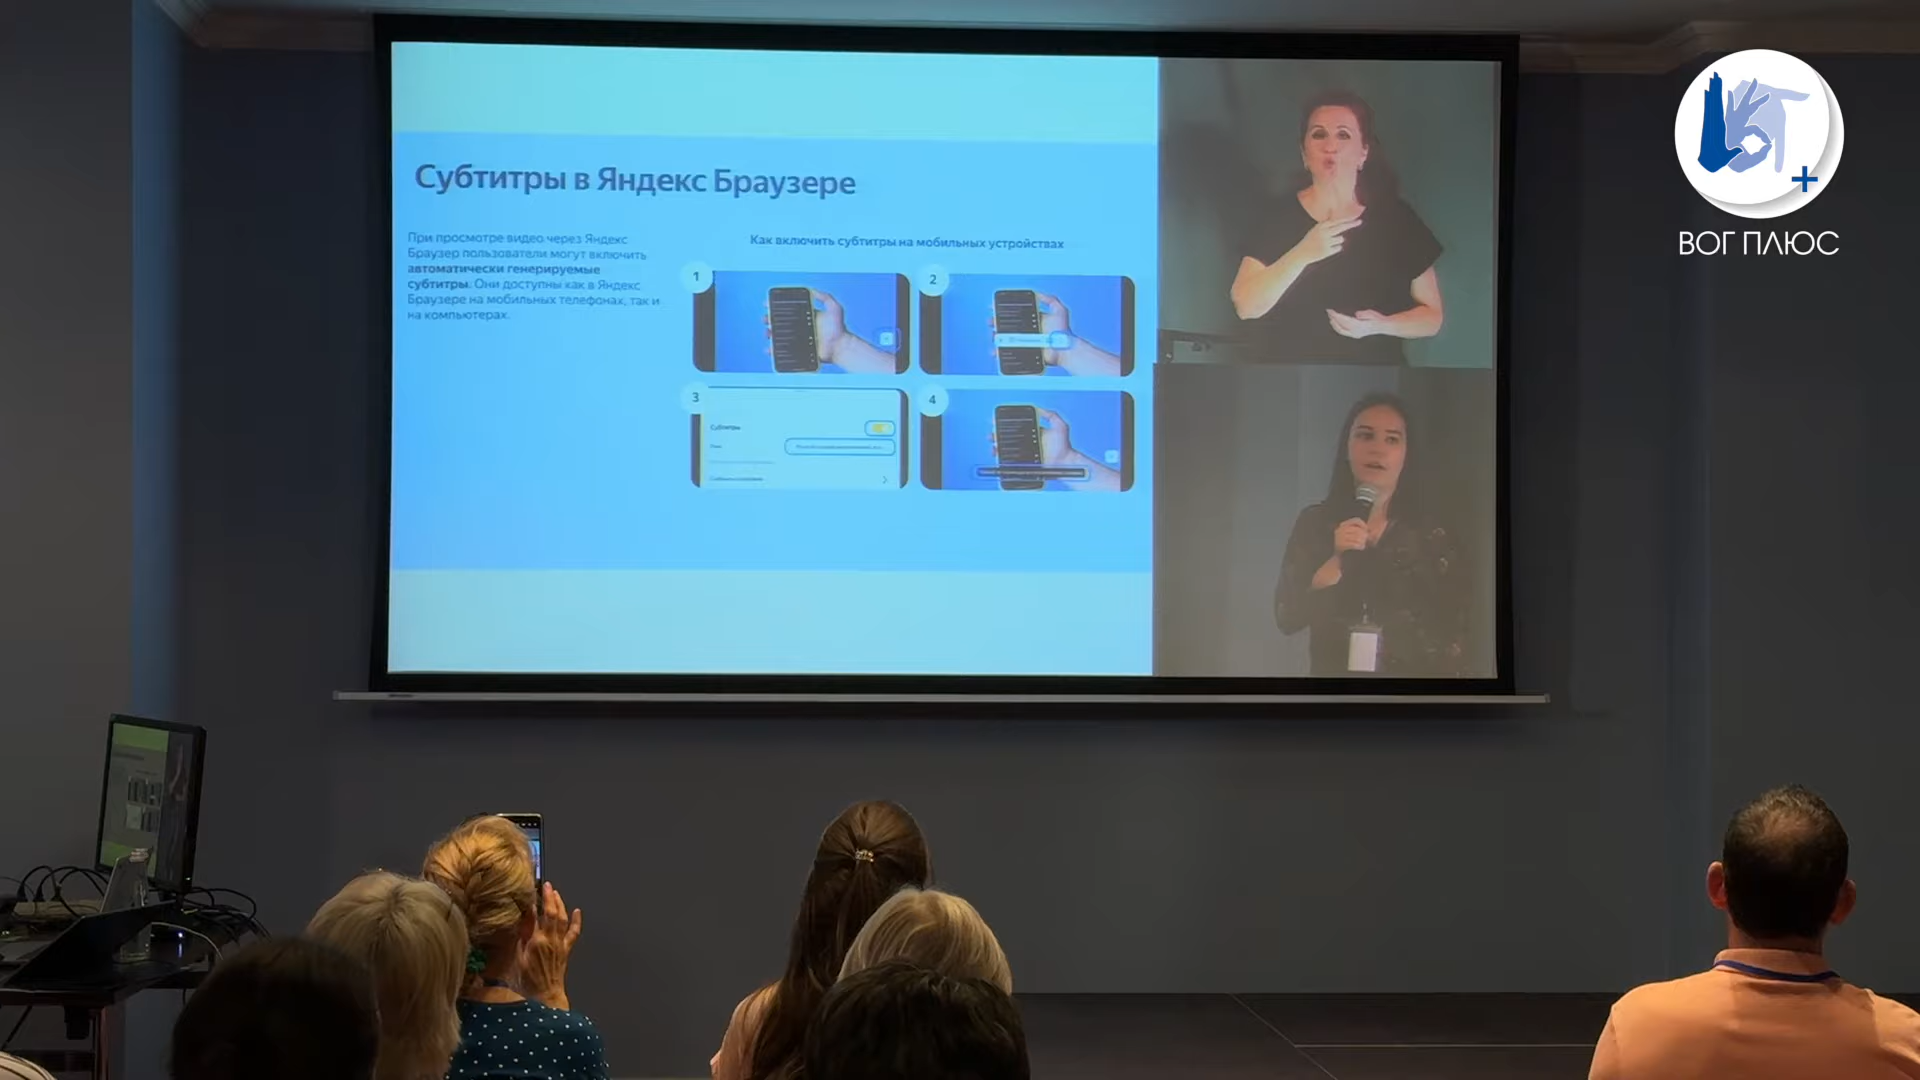 Субтитры в Яндекс Браузере
При просмотре видео через Яндекс
Браузер пользователи могут включить
автоматически генерируемые
субтитры. Они доступны как в Яндекс
Браузере на мобильных телефонах, так и
на компьютерах.
Как включить субтитры на мобильных устройствах
1
2
3
4
Субтитры
ВОГ ПЛЮС